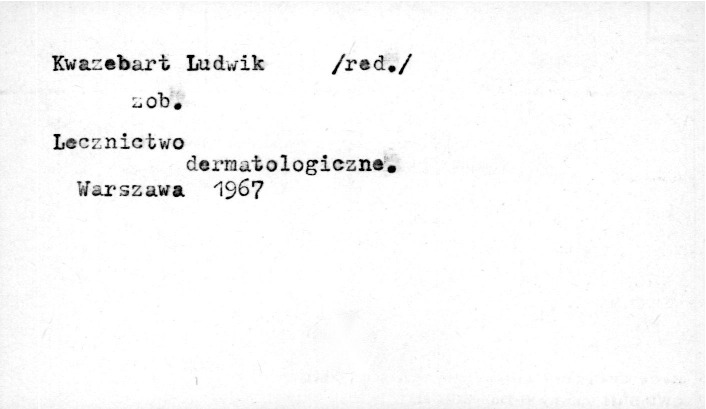 Kwazebart Ludwik /red./
zob.
Lecznictwo
dermatologiczne.
Warszawa 1967